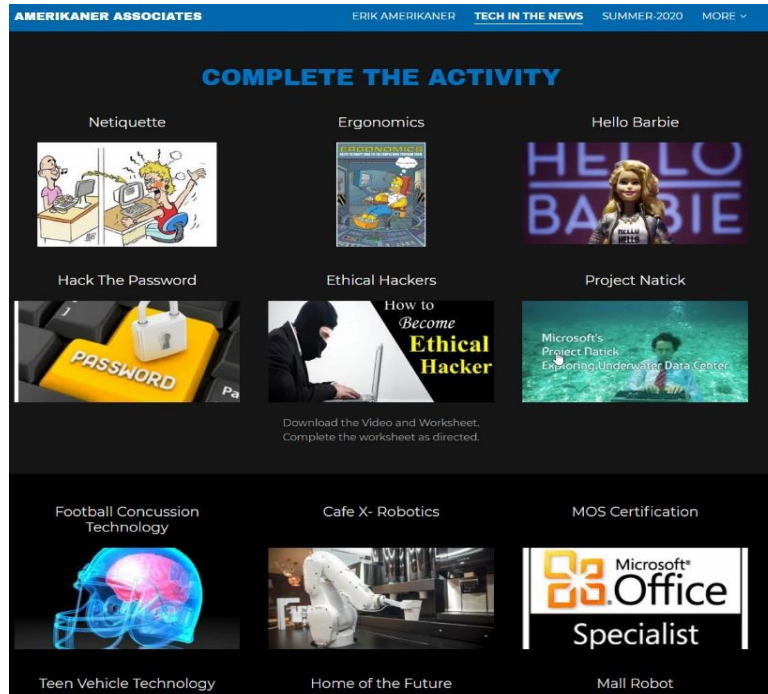 AMERIKANER ASSOCIATES
ERIK AMERIKANER TECH IN THE NEWS SUMMER-2020 MORE
COMPLETE THE ACTIVITY
Netiquette
Ergonomics
Hello Barbie
ERGONOMICS
HELLO
BARBIE
HELLO
Hack The Password
Ethical Hackers
Project Natick
PASSWORD
Pa
How to
Become
Ethical
Hacker
Microsoft's
Project Natick
Exploring Underwater Data Center
Download the Video and Worksheet.
Complete the worksheet as directed.
Football Concussion
Technology
Cafe X- Robotics
MOS Certification
Microsoft®
Office
Specialist
Teen Vehicle Technology
Home of the Future
Mall Robot